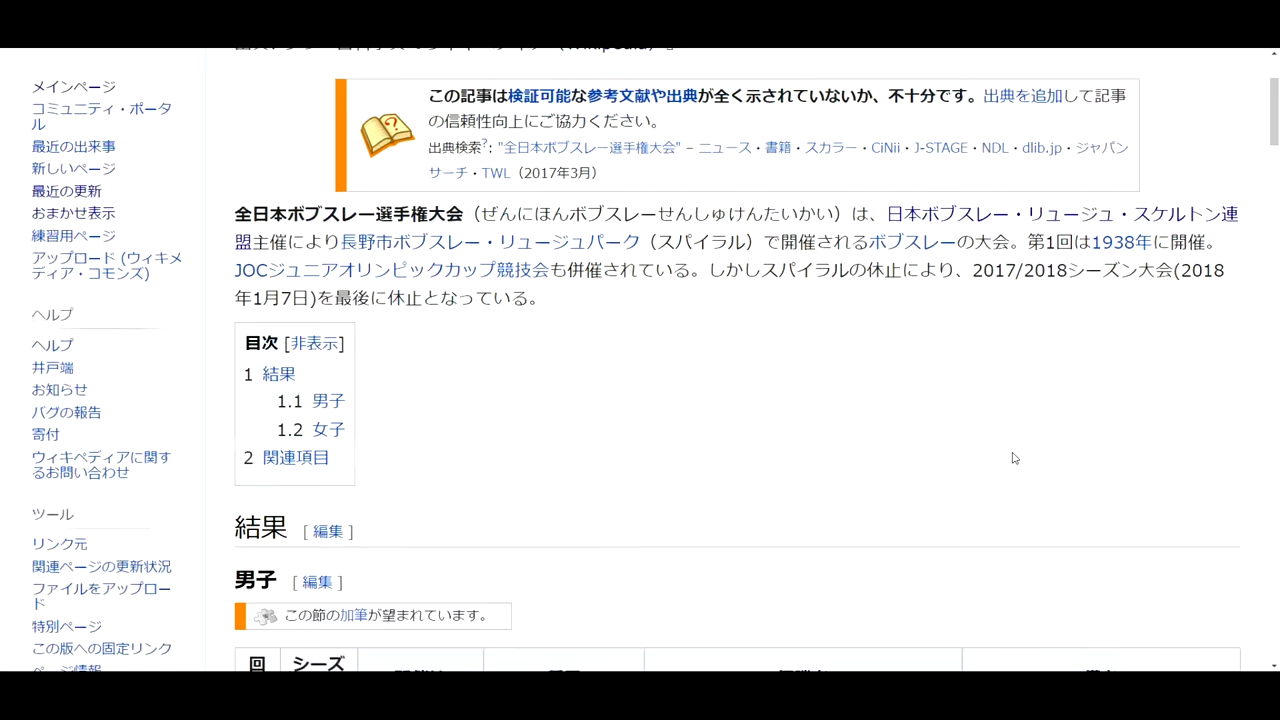 メインページ
コミュニティ・ポータ
ル
最近の出来事
新しいページ
最近の更新
おまかせ表示
練習用ページ
アップロード (ウィキメ
ディア・コモンズ)
ヘルプ
ヘルプ
井戸端
お知らせ
バグの報告
寄付
ウィキペディアに関す
るお問い合わせ
ツール
リンク元
関連ページの更新状況
ファイルをアップロー
ド
特別ページ
この版への固定リンク
ページ情報
この記事は検証可能な参考文献や出典が全く示されていないか、不十分です。出典を追加して記事
の信頼性向上にご協力ください。
出典検索?: "全日本ボブスレー選手権大会" – ニュース・書籍・スカラー・CiNii・J-STAGE・NDL・dlib.jp・ジャパン
サーチ・TWL（2017年3月）
全日本ボブスレー選手権大会（ぜんにほんボブスレーせんしゅけんたいかい）は、日本ボブスレー・リュージュ・スケルトン連
盟主催により長野市ボブスレー・リュージュパーク（スパイラル）で開催されるボブスレーの大会。第1回は1938年に開催。
JOCジュニアオリンピックカップ競技会も併催されている。しかしスパイラルの休止により、2017/2018シーズン大会(2018
年1月7日)を最後に休止となっている。
目次 [非表示]
1 結果
1.1 男子
1.2 女子
2 関連項目
結果 [ 編集 ]
男子 [ 編集 ]
この節の加筆が望まれています。
回 シーズ